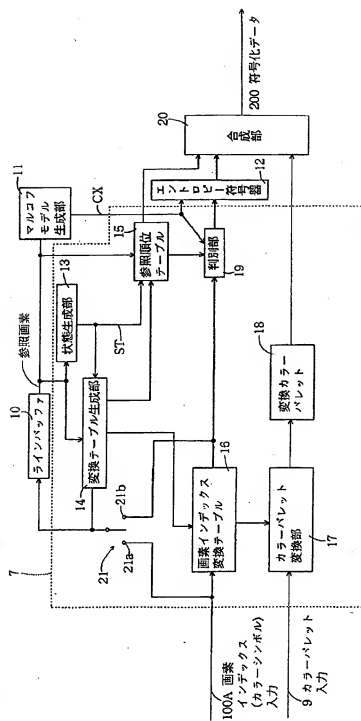 7
参照画素
10
ラインバッファ
11
マルコフ
モデル
生成部
13
状態生成部
CX
ST
14
変換テーブル生成部
15
参照順位
テーブル
12
エントロピー符号器
20
合成部
200 符号化データ
19
判別部
21
21a
21b
16
画素インデックス
変換テーブル
18
変換カラー
パレット
17
カラーパレット
変換部
100A 画素
インデックス
(カラーシンボル)
入力
9 カラーパレット
入力